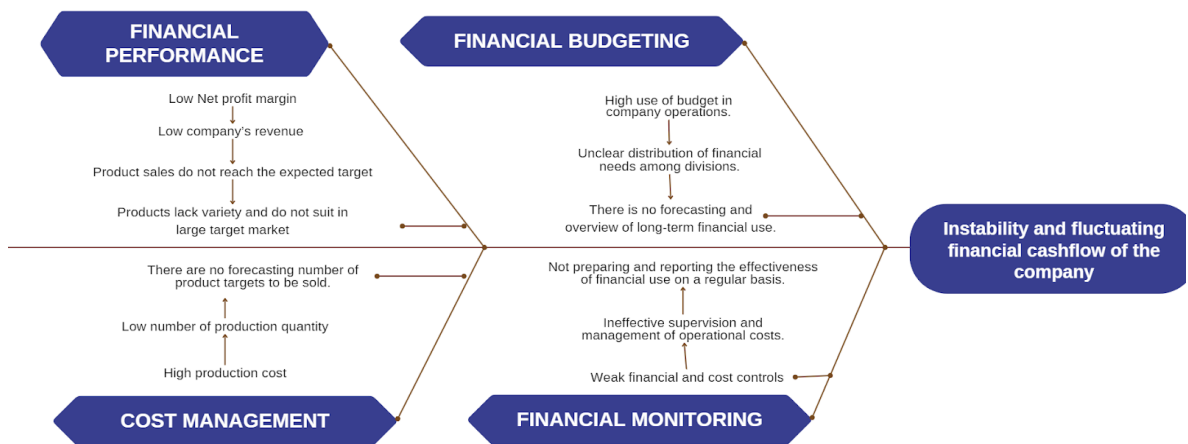 FINANCIAL
PERFORMANCE
Low Net profit margin
Low company's revenue
Product sales do not reach the expected target
Products lack variety and do not suit in
large target market
FINANCIAL BUDGETING
High use of budget in
company operations.
Unclear distribution of financial
needs among divisions.
There is no forecasting and
overview of long-term financial use.
Instability and fluctuating
financial cashflow of the
company
There are no forecasting number of
product targets to be sold.
Low number of production quantity
High production cost
COST MANAGEMENT
Not preparing and reporting the effectiveness
of financial use on a regular basis.
Ineffective supervision and
management of operational costs.
Weak financial and cost controls
FINANCIAL MONITORING